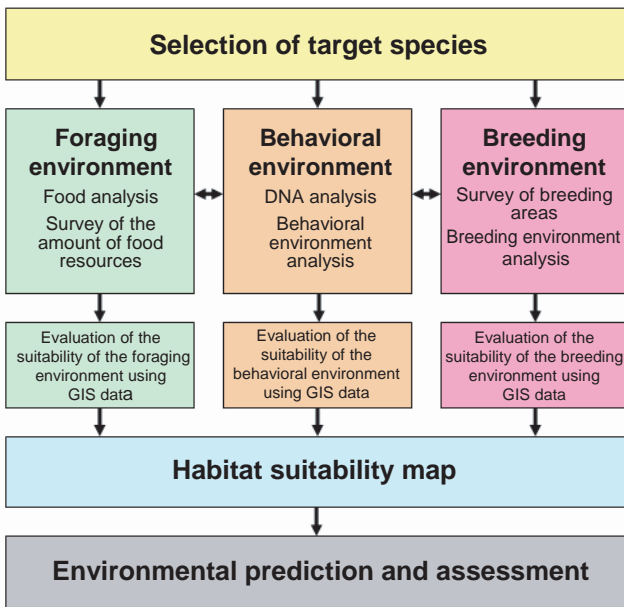 Selection of target species
Foraging
environment
Food analysis
Survey of the
amount of food
resources
Behavioral
environment
DNA analysis
Behavioral
environment
analysis
Breeding
environment
Survey of breeding
areas
Breeding environment
analysis
Evaluation of the
suitability of the foraging
environment using
GIS data
Evaluation of the
suitability of the
behavioral environment
using GIS data
Evaluation of the
suitability of the breeding
environment using
GIS data
Habitat suitability map
Environmental prediction and assessment